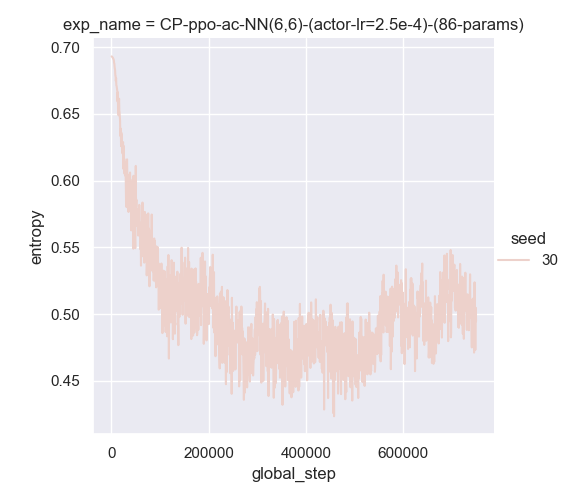 exp_name = CP-ppo-ac-NN(6,6)-(actor-lr=2.5e-4)-(86-params)
0.70
0.65
0.60
0.55
0.50
0.45
entropy
0
200000
400000
600000
global_step
seed
30